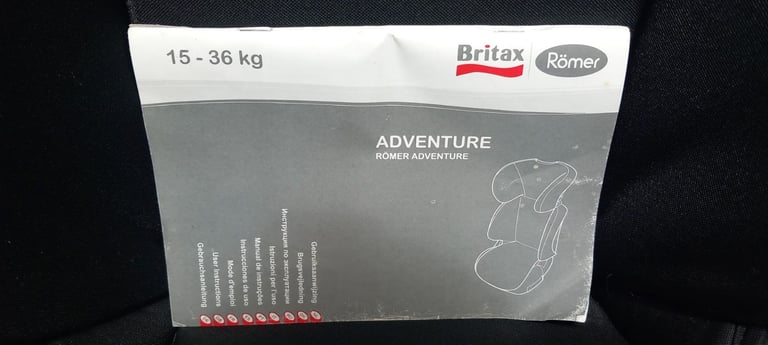 15 - 36 kg
Britax
Römer
ADVENTURE
RÖMER ADVENTURE
Gebrauchsanleitung
User instructions
Mode d'emploi
Instrucciones de uso
Manual de instruções
Istruzioni per l'uso
Инструкция по эксплуатации
Brugsvejledning
Gebruiksaanwijzing